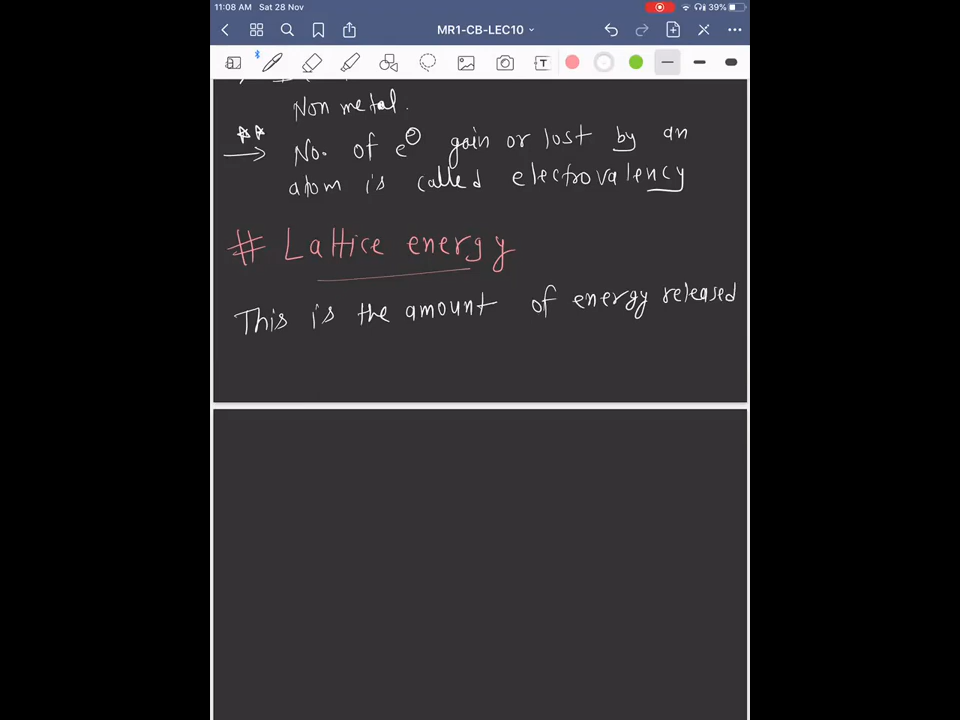 11:08 AM Sat 28 Nov
39%
MR1-CB-LEC10
T
Non metal.
No. of e⊖ gain or lost by an
atom is called electrovalency
# Lattice energy
This is the amount of energy released